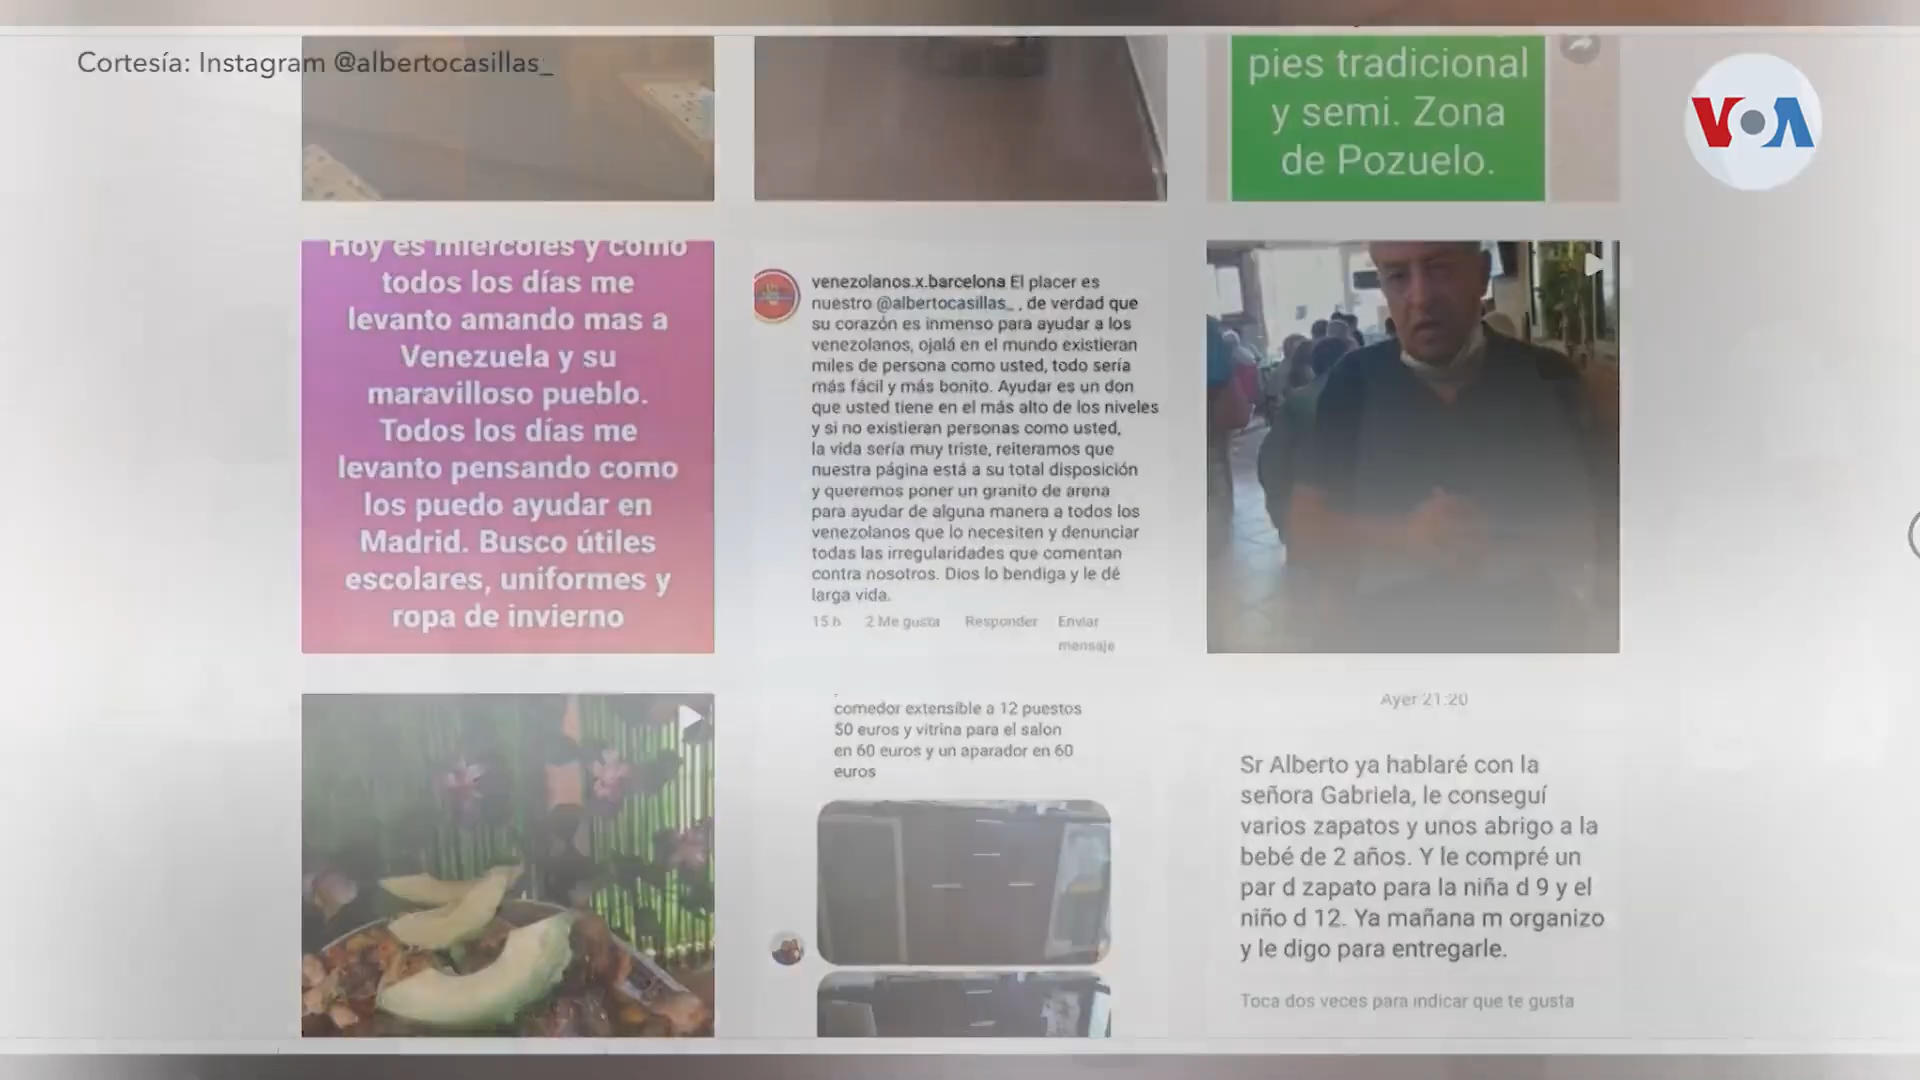 Cortesía: Instagram @albertocasillas_
VOA
pies tradicional
y semi. Zona
de Pozuelo.
Hoy es miércoles y como
todos los días me
levanto amando mas a
Venezuela y su
maravilloso pueblo.
Todos los días me
levanto pensando como
los puedo ayudar en
Madrid. Busco útiles
escolares, uniformes y
ropa de invierno
venezolanos.x.barcelona El placer es
nuestro @albertocasillas_ , de verdad que
su corazón es inmenso para ayudar a los
venezolanos, ojalá en el mundo existieran
miles de persona como usted, todo sería
más fácil y más bonito. Ayudar es un don
que usted tiene en el más alto de los niveles
y si no existieran personas como usted,
la vida sería muy triste, reiteramos que
nuestra página está a su total disposición
y queremos poner un granito de arena
para ayudar de alguna manera a todos los
venezolanos que lo necesiten y denunciar
todas las irregularidades que comentan
contra nosotros. Dios lo bendiga y le dé
larga vida.
15 h 2 Me gusta Responder Enviar
mensaje
comedor extensible a 12 puestos
50 euros y vitrina para el salon
en 60 euros y un aparador en 60
euros
Ayer 21:20
Sr Alberto ya hablaré con la
señora Gabriela, le conseguí
varios zapatos y unos abrigo a la
bebé de 2 años. Y le compré un
par d zapato para la niña d 9 y el
niño d 12. Ya mañana m organizo
y le digo para entregarle.
Toca dos veces para indicar que te gusta